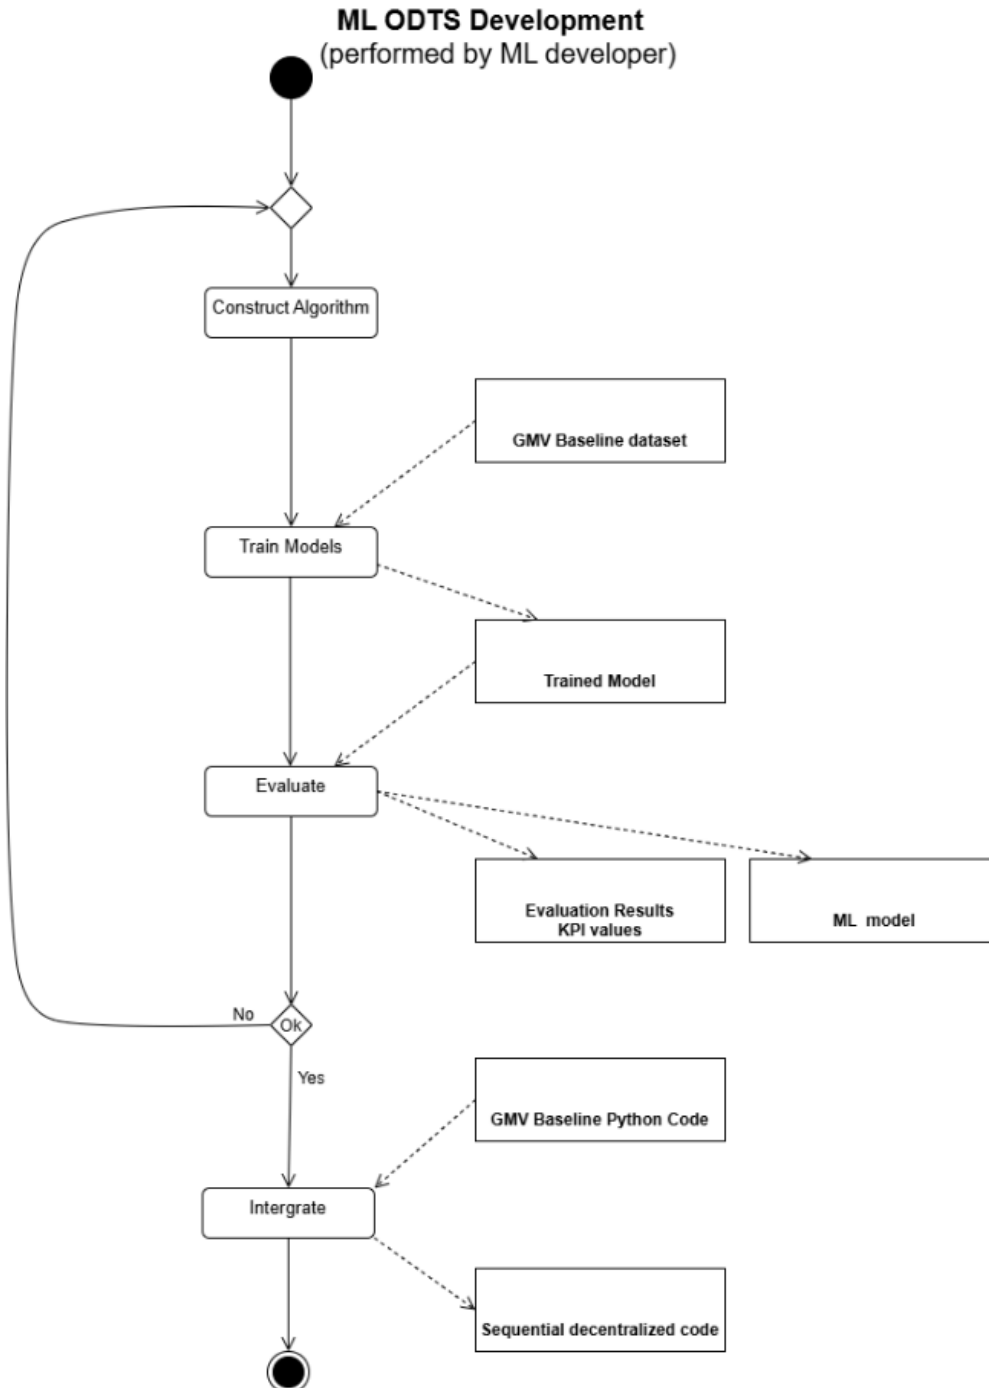 ML ODTS Development
(performed by ML developer)
Construct Algorithm
GMV Baseline dataset
Train Models
Trained Model
Evaluate
Evaluation Results
KPI values
ML model
No
Ok
Yes
GMV Baseline Python Code
Intergrate
Sequential decentralized code